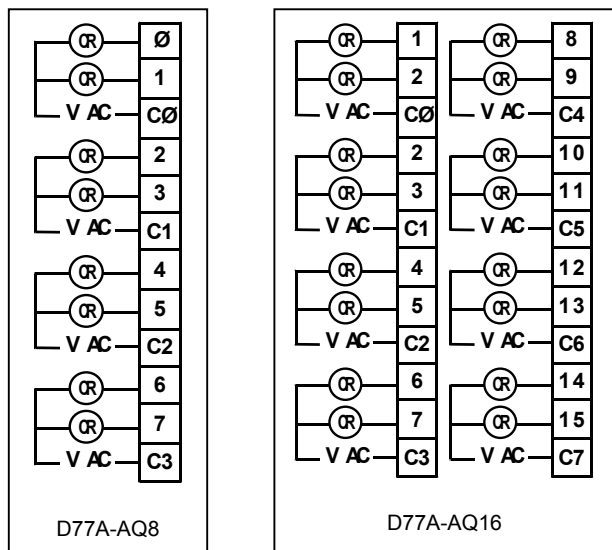 CR Ø
CR 1
V AC CØ
CR 2
CR 3
V AC C1
CR 4
CR 5
V AC C2
CR 6
CR 7
V AC C3
D77A-AQ8
CR 1
CR 2
V AC CØ
CR 2
CR 3
V AC C1
CR 4
CR 5
V AC C2
CR 6
CR 7
V AC C3
CR 8
CR 9
V AC C4
CR 10
CR 11
V AC C5
CR 12
CR 13
V AC C6
CR 14
CR 15
V AC C7
D77A-AQ16